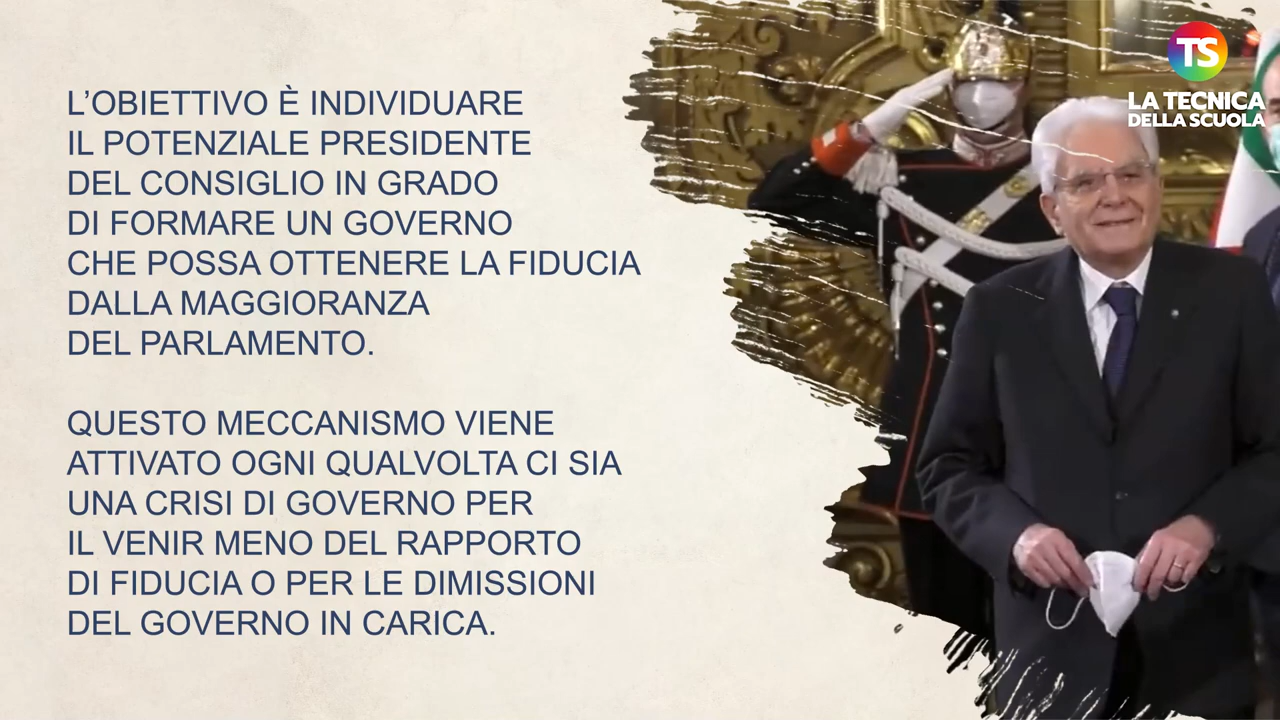 L'OBIETTIVO È INDIVIDUARE
IL POTENZIALE PRESIDENTE
DEL CONSIGLIO IN GRADO
DI FORMARE UN GOVERNO
CHE POSSA OTTENERE LA FIDUCIA
DALLA MAGGIORANZA
DEL PARLAMENTO.
QUESTO MECCANISMO VIENE
ATTIVATO OGNI QUALVOLTA CI SIA
UNA CRISI DI GOVERNO PER
IL VENIR MENO DEL RAPPORTO
DI FIDUCIA O PER LE DIMISSIONI
DEL GOVERNO IN CARICA.
TS
LA TECNICA
DELLA SCUOLA